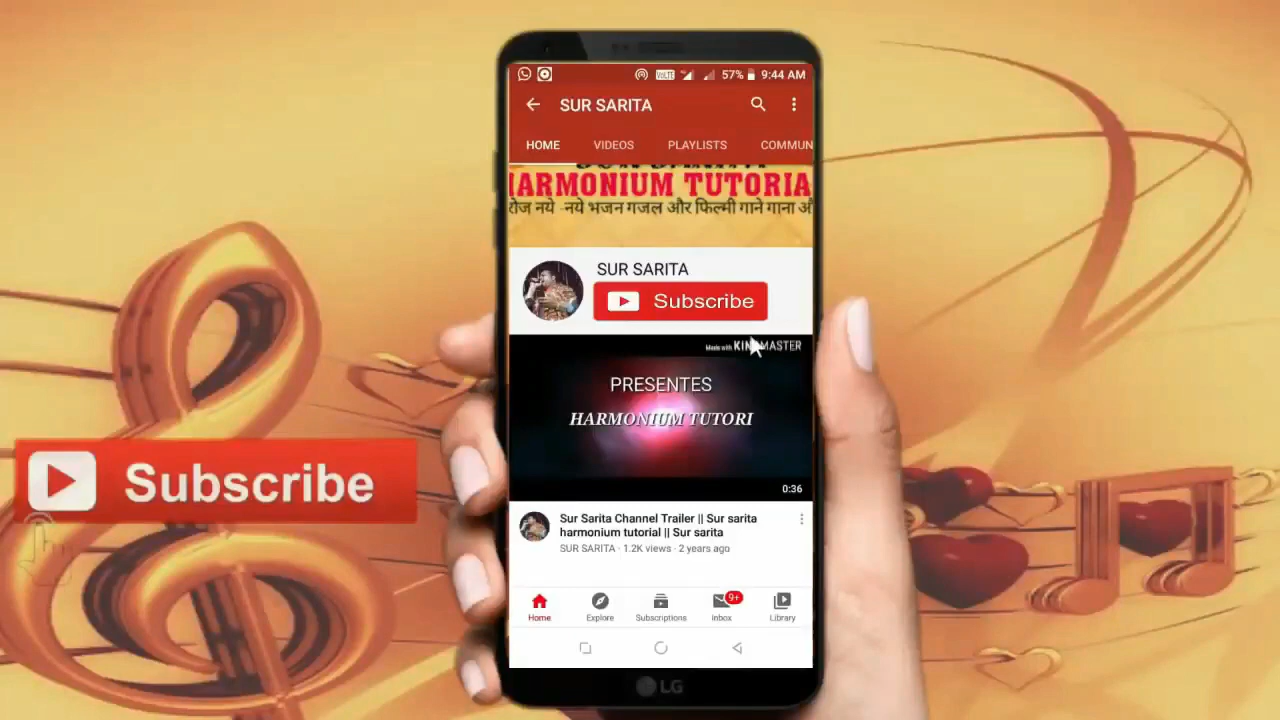 57% 9:44 AM
SUR SARITA
HOME VIDEOS PLAYLISTS COMMUN
SUR SARITA
HARMONIUM TUTORIA
रोज नये -नये भजन गजल और फिल्मी गाने गाना औ
SUR SARITA
Subscribe
Made with KINEMASTER
PRESENTES
HARMONIUM TUTORI
0:36
Sur Sarita Channel Trailer || Sur sarita
harmonium tutorial || Sur sarita
SUR SARITA · 1.2K views · 2 years ago
Subscribe
9+
Home Explore Subscriptions Inbox Library
LG